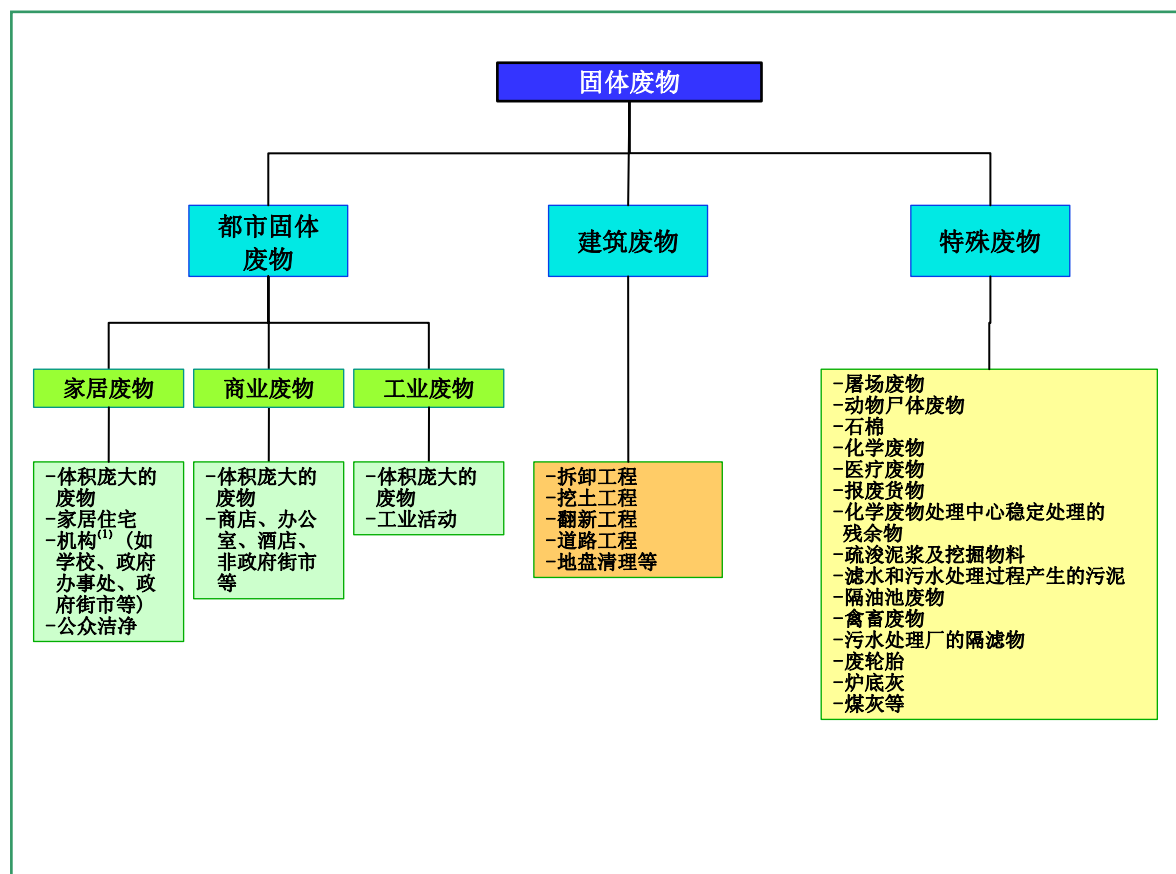 固体废物
都市固体
废物
建筑废物
特殊废物
家居废物
商业废物
工业废物
-体积庞大的
废物
-家居住宅
-机构(1) (如
学校、政府
办事处、政
府街市等)
-公众洁净
-体积庞大的
废物
-商店、办公
室、酒店、
非政府街市
等
-体积庞大的
废物
-工业活动
-拆卸工程
-挖土工程
-翻新工程
-道路工程
-地盘清理等
-屠场废物
-动物尸体废物
-石棉
-化学废物
-医疗废物
-报废货物
-化学废物处理中心稳定处理的
残余物
-疏浚泥浆及挖掘物料
-滤水和污水处理过程产生的污泥
-隔油池废物
-禽畜废物
-污水处理厂的隔滤物
-废轮胎
-炉底灰
-煤灰等